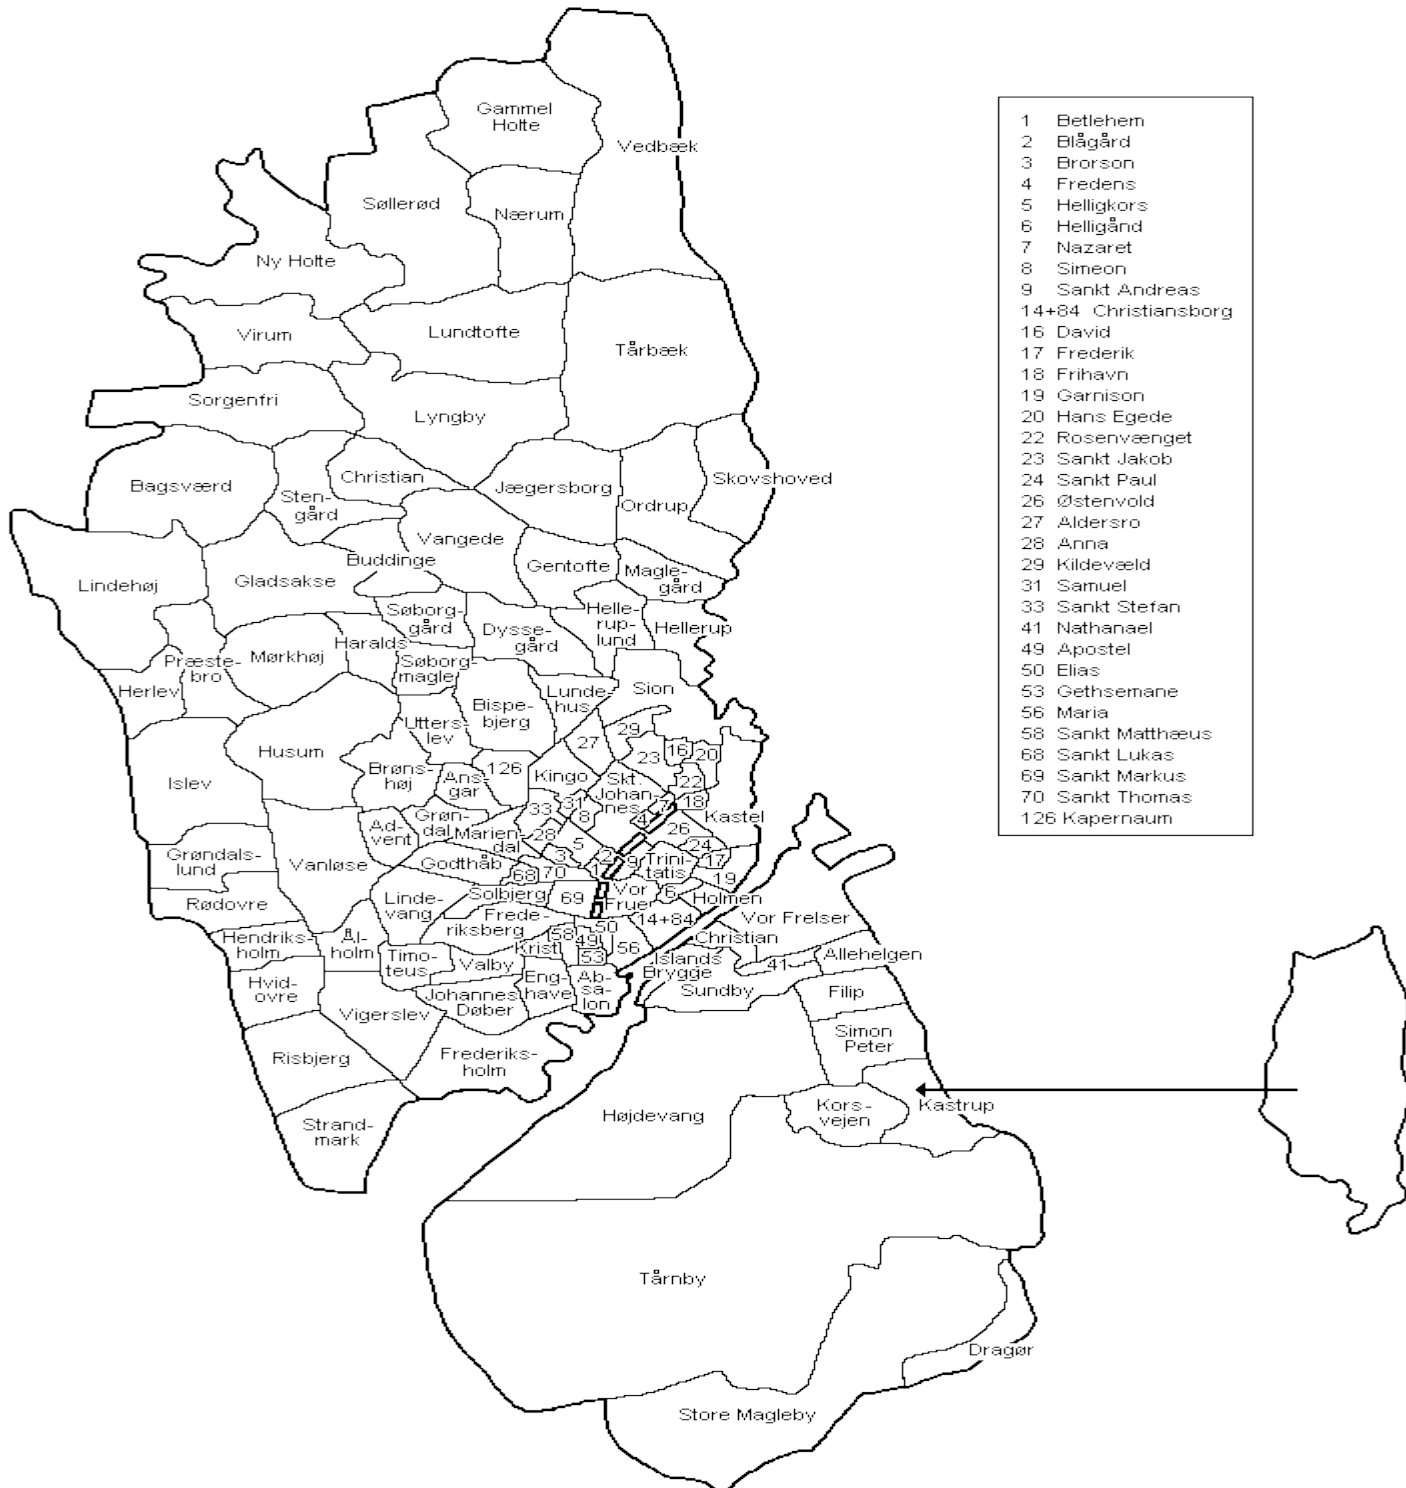 Gammel
Holte
Vedbæk
Søllerød
Nærum
Ny Holte
Virum
Lundtofte
Tårbæk
Sorgenfri
Lyngby
Bagsværd
Sten-
gård
Christian
Jægersborg
Ordrup
Skovshoved
Lindehøj
Gladsakse
Buddinge
Vangede
Gentofte
Magle-
gård
Søborg-
gård
Dysse-
gård
Helle-
rup-
lund
Hellerup
Præste-
bro
Mørkhøj
Haralds
Søborg-
magle
Herlev
Bispe-
bjerg
Lunde-
hus
Sion
Islev
Husum
Utters-
lev
Brøns-
høj
Ans-
gar
126
Kingo
27
29
23
16
20
22
18
Skt.
Johan-
nes
7
4
Kastel
33
31
8
28
5
3
2
1
9
26
24
17
19
Ad-
vent
Grøn-
dal
Marien-
dal
Trini-
tatis
Grøndals-
lund
Vanløse
Godthåb
68
70
Rødovre
Linde-
vang
Solbjerg
69
Vor
Frue
6
Holmen
14+84
Vor Frelser
Frede-
riksberg
58
50
49
53
56
Hendriks-
holm
Ål-
holm
Timo-
teus
Valby
Krist
Eng-
have
Ab-
sa-
lon
Christian
Islands
Brygge
41
Allehelgen
Sundby
Filip
Hvid-
ovre
Vigerslev
Johannes
Døber
Simon
Peter
Risbjerg
Frederiks-
holm
Strand-
mark
Højdevang
Kors-
vejen
Kastrup
Tårnby
Dragør
Store Magleby
1 Betlehem
2 Blågård
3 Brorson
4 Fredens
5 Helligkors
6 Helligånd
7 Nazaret
8 Simeon
9 Sankt Andreas
14+84 Christiansborg
16 David
17 Frederik
18 Frihavn
19 Garnison
20 Hans Egede
22 Rosenvænget
23 Sankt Jakob
24 Sankt Paul
26 Østenvold
27 Aldersro
28 Anna
29 Kildevæld
31 Samuel
33 Sankt Stefan
41 Nathanael
49 Apostel
50 Elias
53 Gethsemane
56 Maria
58 Sankt Matthæus
68 Sankt Lukas
69 Sankt Markus
70 Sankt Thomas
126 Kapernaum